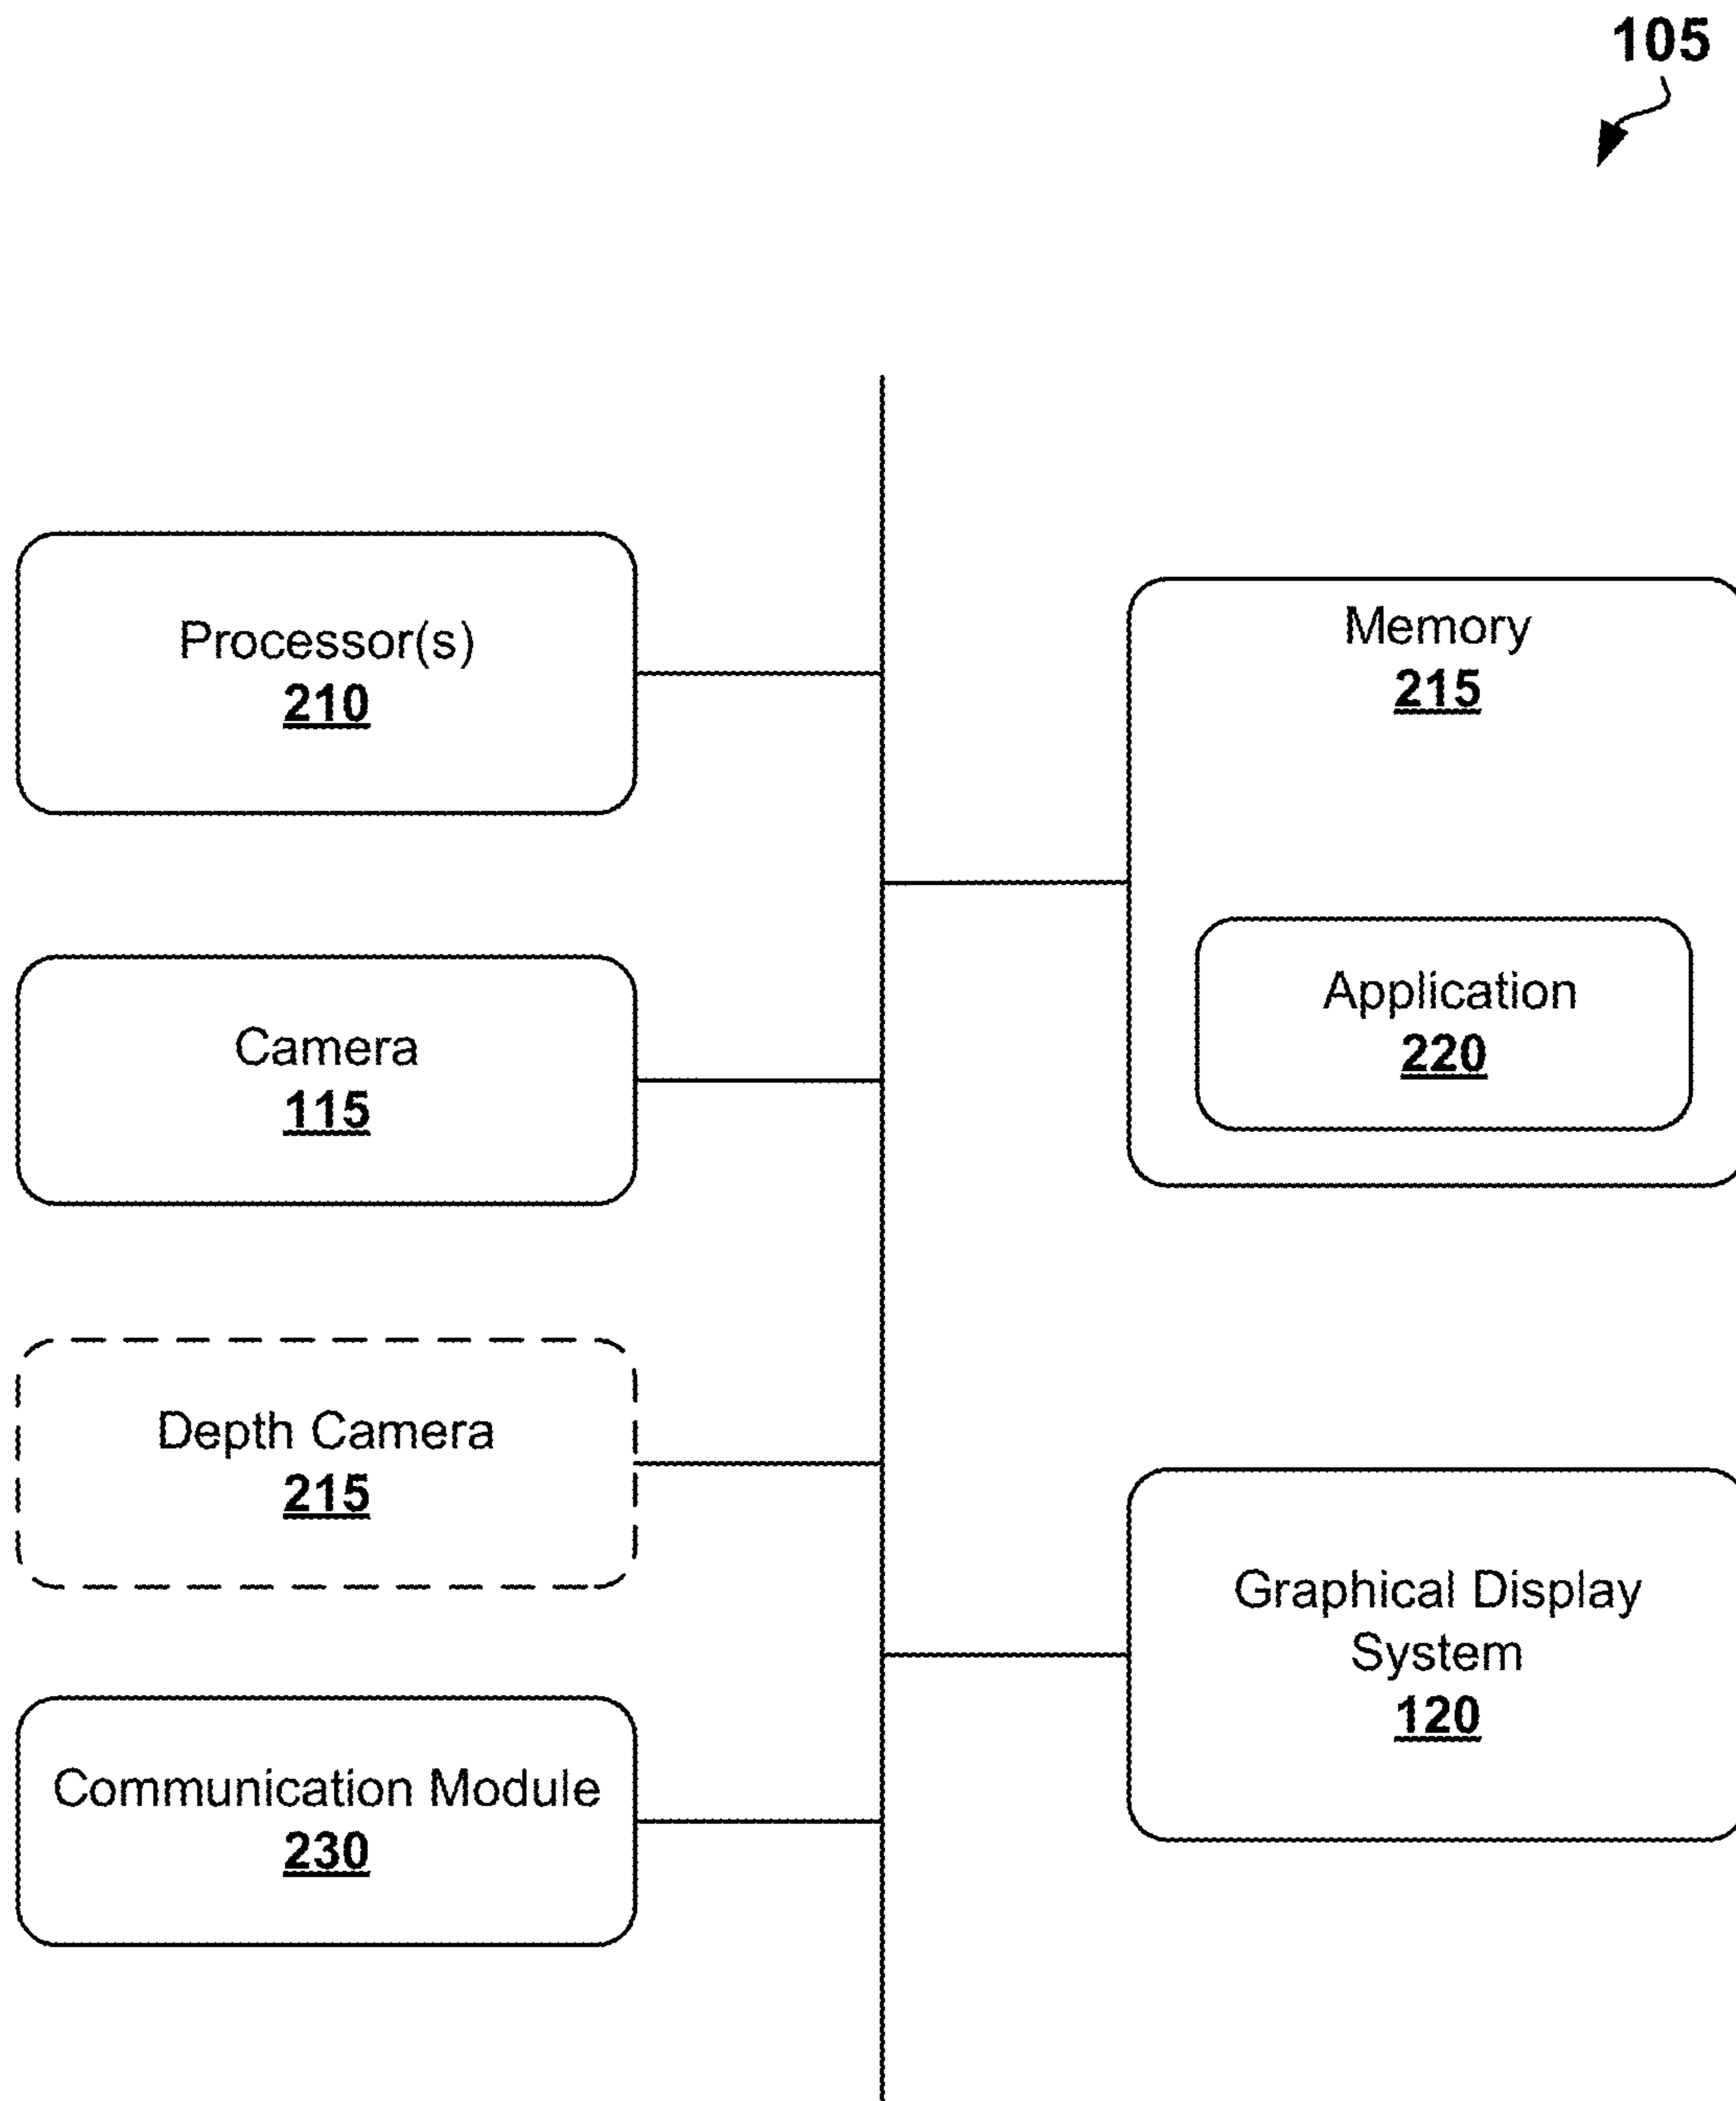 105
Processor(s)
210
Memory
215
Application
220
Camera
115
Depth Camera
215
Graphical Display
System
120
Communication Module
230